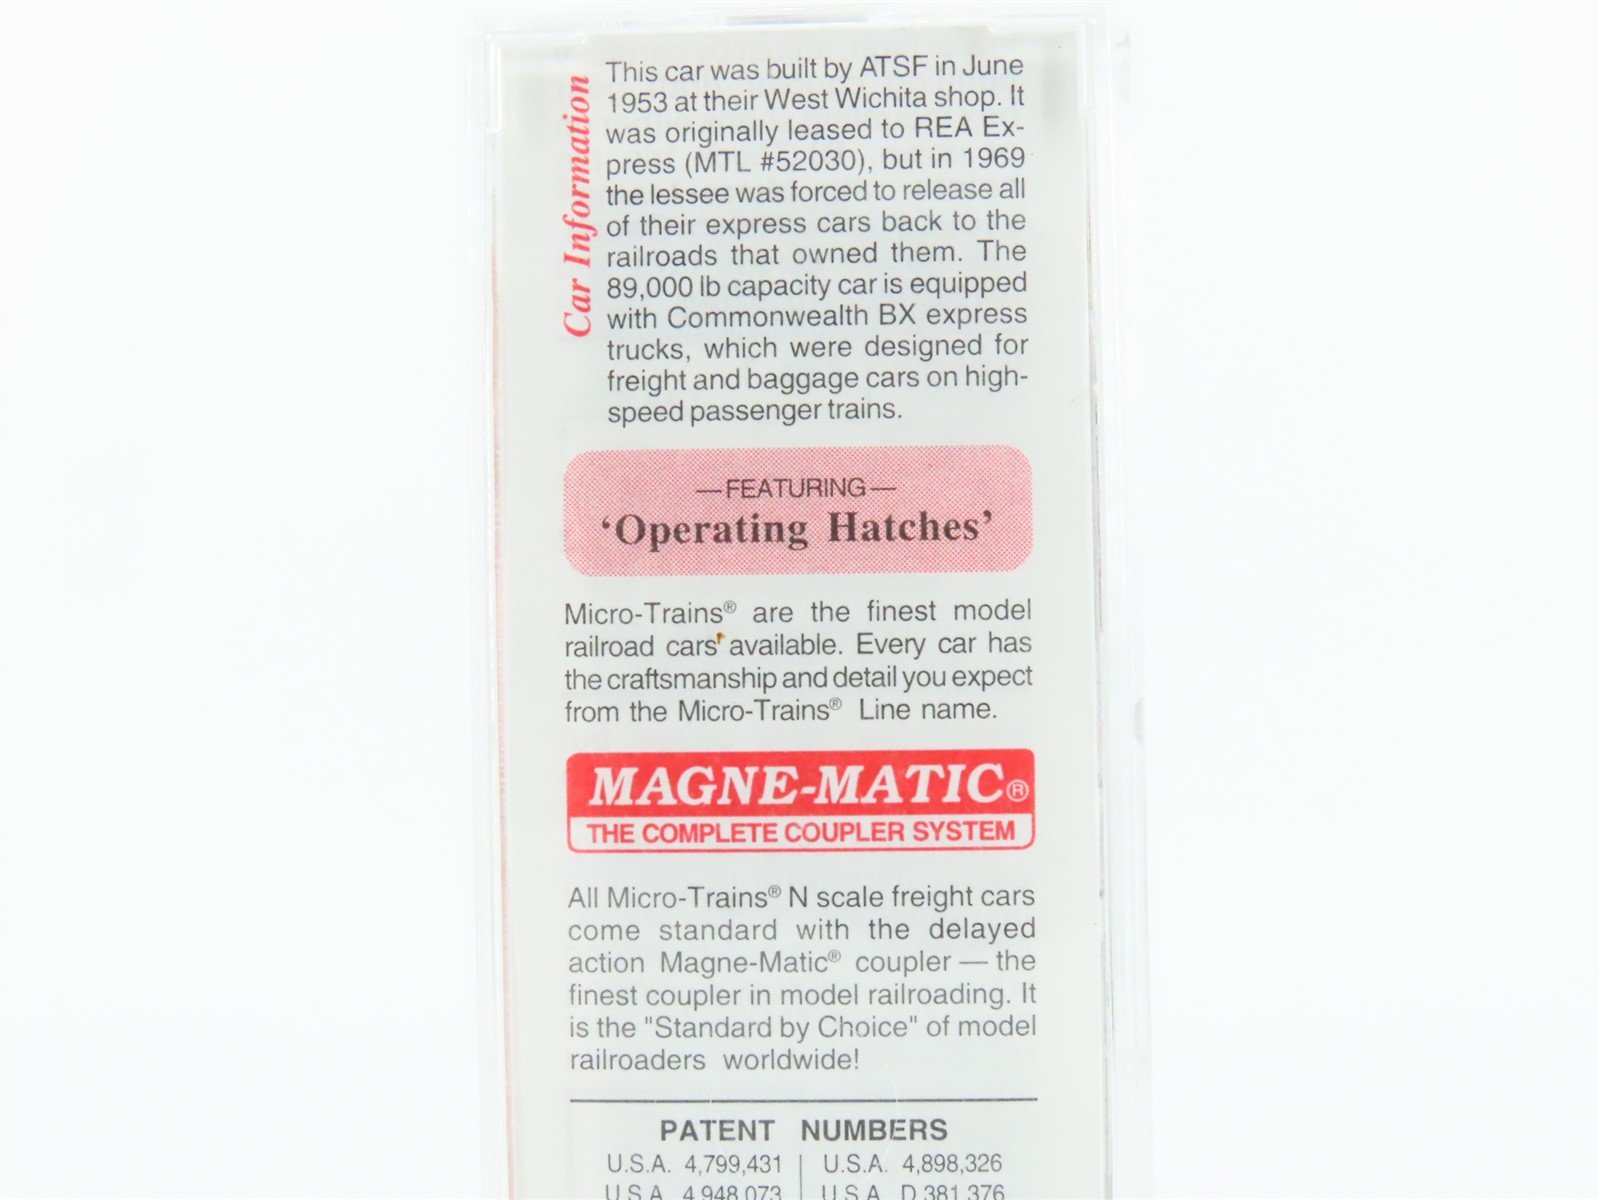 Car Information
This car was built by ATSF in June
1953 at their West Wichita shop. It
was originally leased to REA Ex-
press (MTL #52030), but in 1969
the lessee was forced to release all
of their express cars back to the
railroads that owned them. The
89,000 lb capacity car is equipped
with Commonwealth BX express
trucks, which were designed for
freight and baggage cars on high-
speed passenger trains.
—FEATURING—
‘Operating Hatches’
Micro-Trains® are the finest model
railroad cars available. Every car has
the craftsmanship and detail you expect
from the Micro-Trains® Line name.
MAGNE-MATIC®
THE COMPLETE COUPLER SYSTEM
All Micro-Trains® N scale freight cars
come standard with the delayed
action Magne-Matic® coupler — the
finest coupler in model railroading. It
is the "Standard by Choice" of model
railroaders worldwide!
PATENT NUMBERS
U.S.A. 4,799,431 | U.S.A. 4,898,326
U.S.A. 4,948,073 | U.S.A. D,381,376